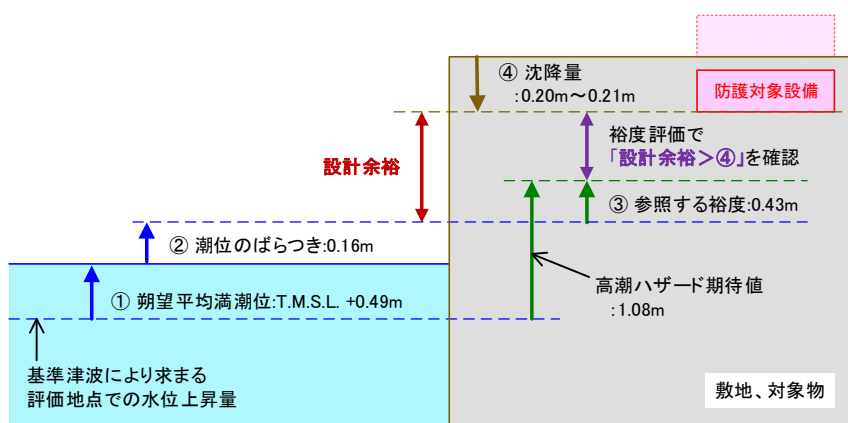 ④ 沈降量
:0.20m~0.21m
防護対象設備
設計余裕
裕度評価で
「設計余裕>④」を確認
③ 参照する裕度:0.43m
② 潮位のばらつき:0.16m
① 朔望平均満潮位:T.M.S.L. +0.49m
高潮ハザード期待値
:1.08m
基準津波により求まる
評価地点での水位上昇量
敷地、対象物